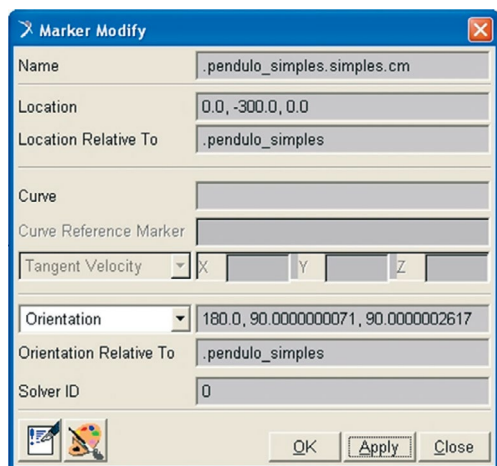 Marker Modify
Name .pendulo_simples.simples.cm
Location 0.0, -300.0, 0.0
Location Relative To .pendulo_simples
Curve
Curve Reference Marker
Tangent Velocity X Y Z
Orientation 180.0, 90.0000000071, 90.0000002617
Orientation Relative To .pendulo_simples
Solver ID 0
OK Apply Close